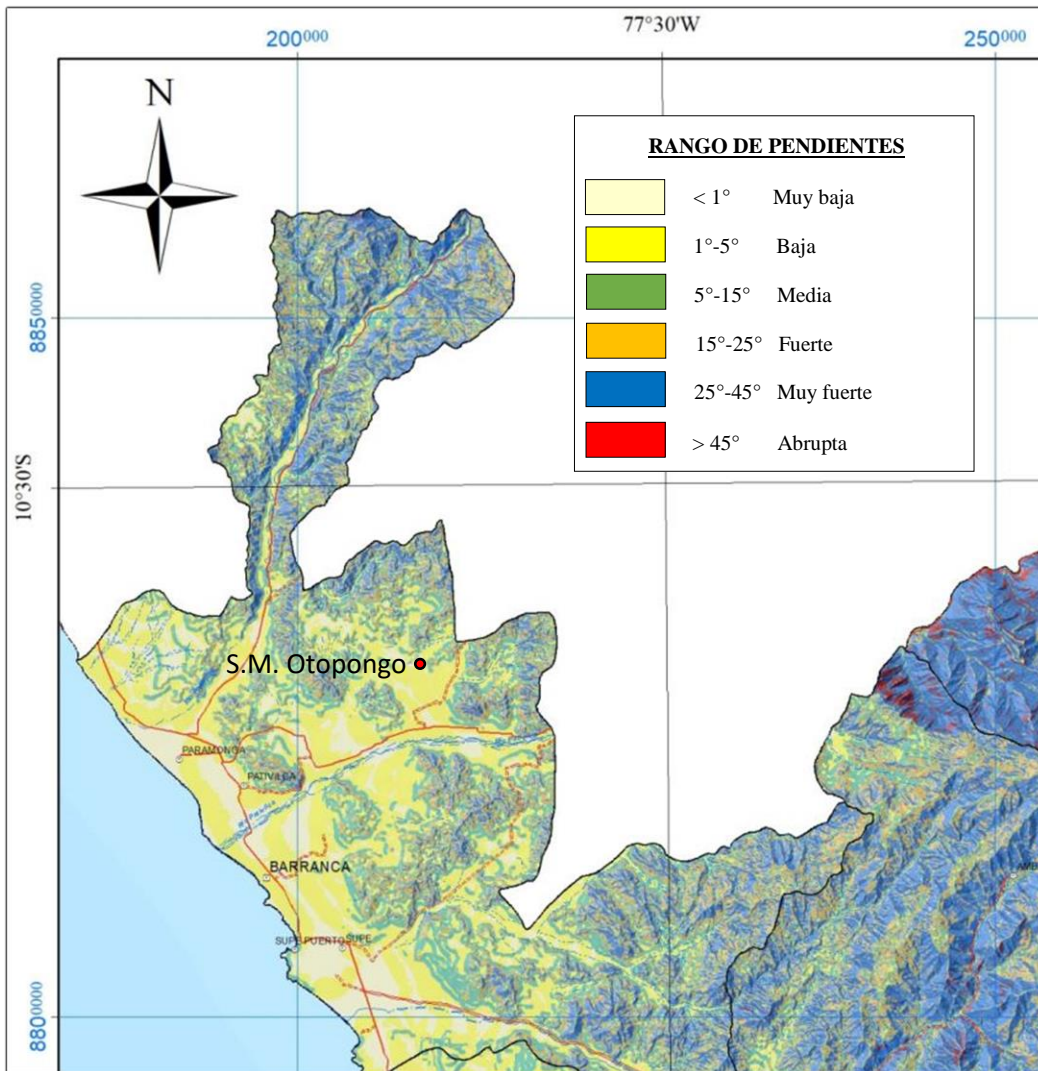 77°30'W
200000
250000
N
RANGO DE PENDIENTES
< 1° Muy baja
1°-5° Baja
5°-15° Media
15°-25° Fuerte
25°-45° Muy fuerte
> 45° Abrupta
8850000
10°30'S
S.M. Otopongo
PARAMONGA
PATIVILCA
BARRANCA
SUPE PUERTO
SUPE
AMB
8800000